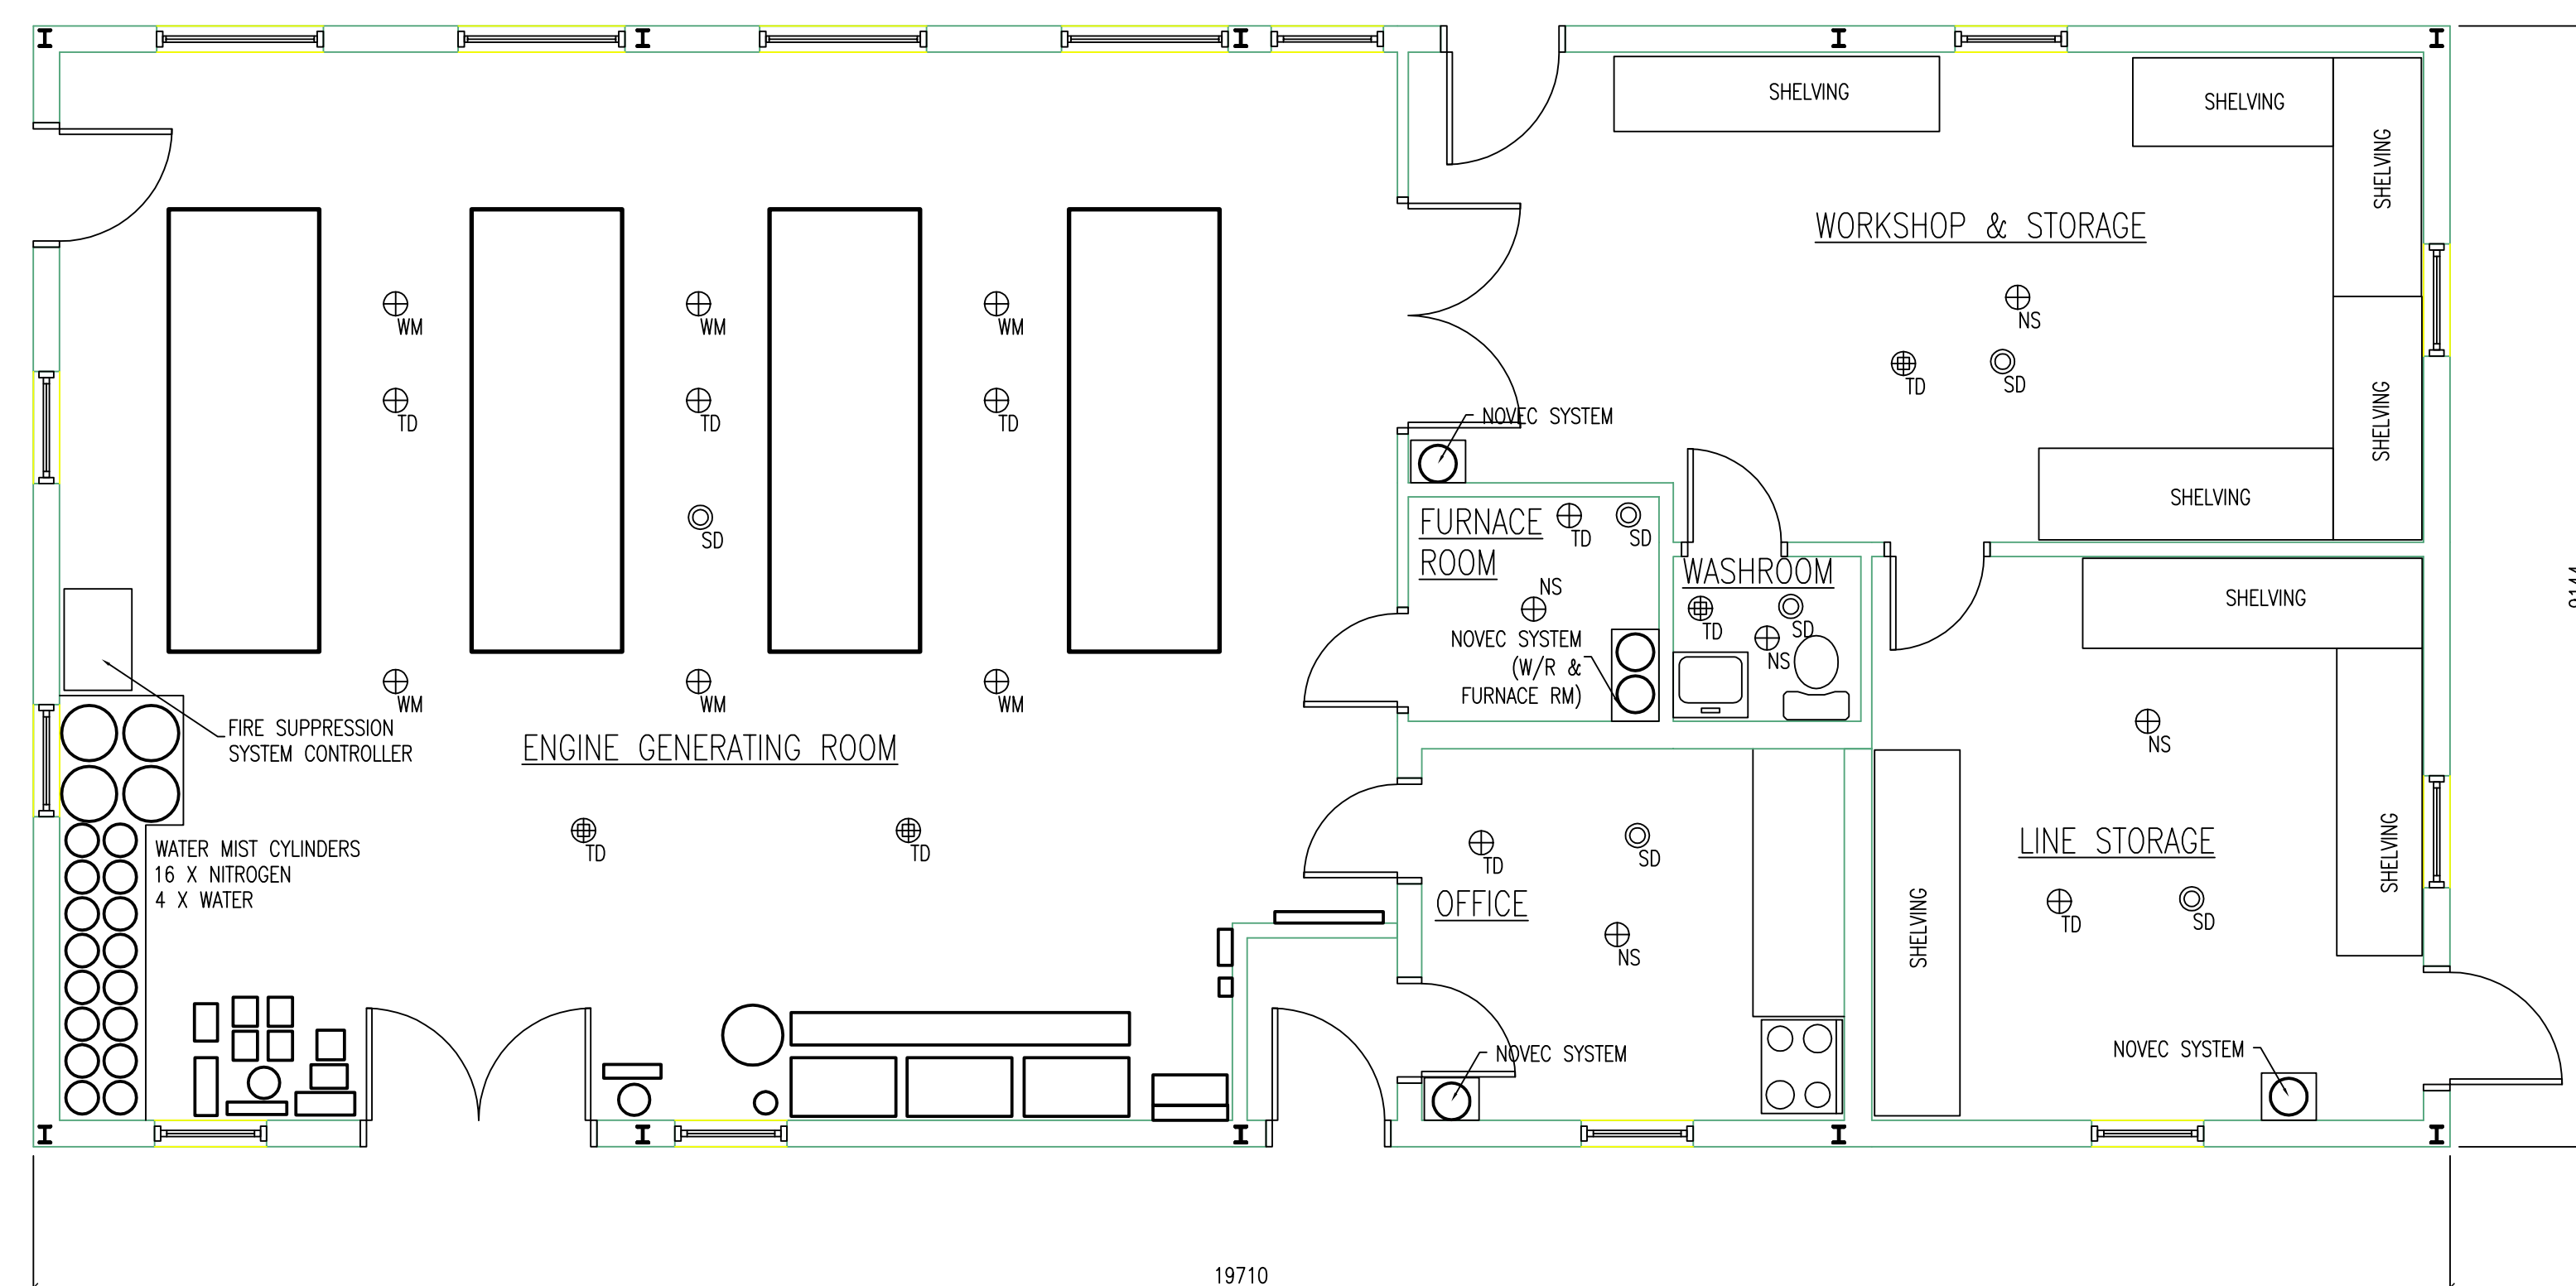 SHELVING
SHELVING
SHELVING
WORKSHOP & STORAGE
NS
TD
SD
SHELVING
SHELVING
WM
WM
WM
TD
TD
TD
SD
NOVEC SYSTEM
FURNACE
ROOM
TD
SD
NS
NOVEC SYSTEM
(W/R &
FURNACE RM)
WASHROOM
TD
SD
NS
SHELVING
WM
WM
WM
FIRE SUPPRESSION
SYSTEM CONTROLLER
ENGINE GENERATING ROOM
TD
TD
WATER MIST CYLINDERS
16 X NITROGEN
4 X WATER
TD
SD
OFFICE
NS
NOVEC SYSTEM
NS
LINE STORAGE
SHELVING
SHELVING
TD
SD
NOVEC SYSTEM
9144
19710